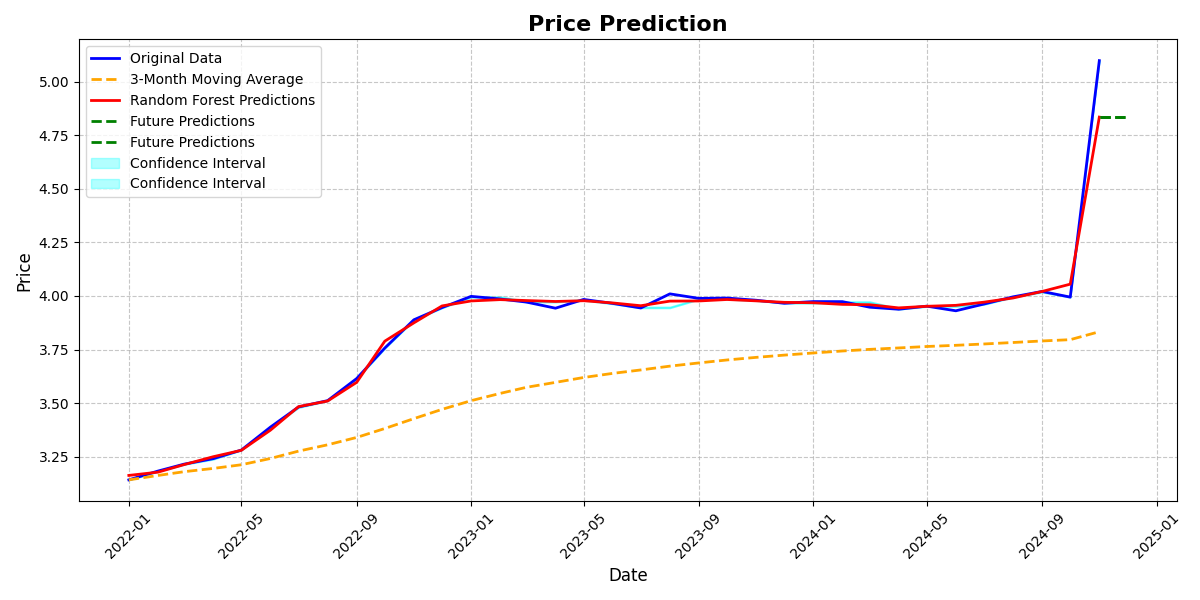 Price Prediction
Original Data
3-Month Moving Average
Random Forest Predictions
Future Predictions
Future Predictions
Confidence Interval
Confidence Interval
Price
5.00
4.75
4.50
4.25
4.00
3.75
3.50
3.25
2022-01
2022-05
2022-09
2023-01
2023-05
2023-09
2024-01
2024-05
2024-09
2025-01
Date